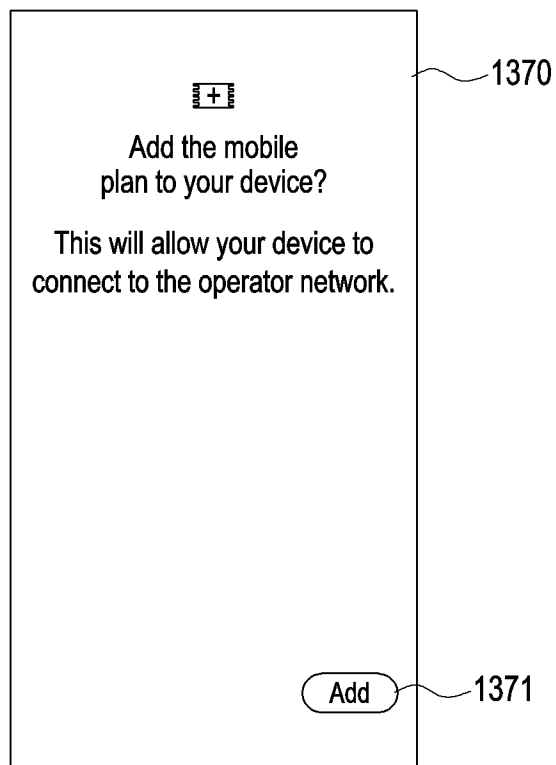 1370
Add the mobile
plan to your device?
This will allow your device to
connect to the operator network.
Add
1371